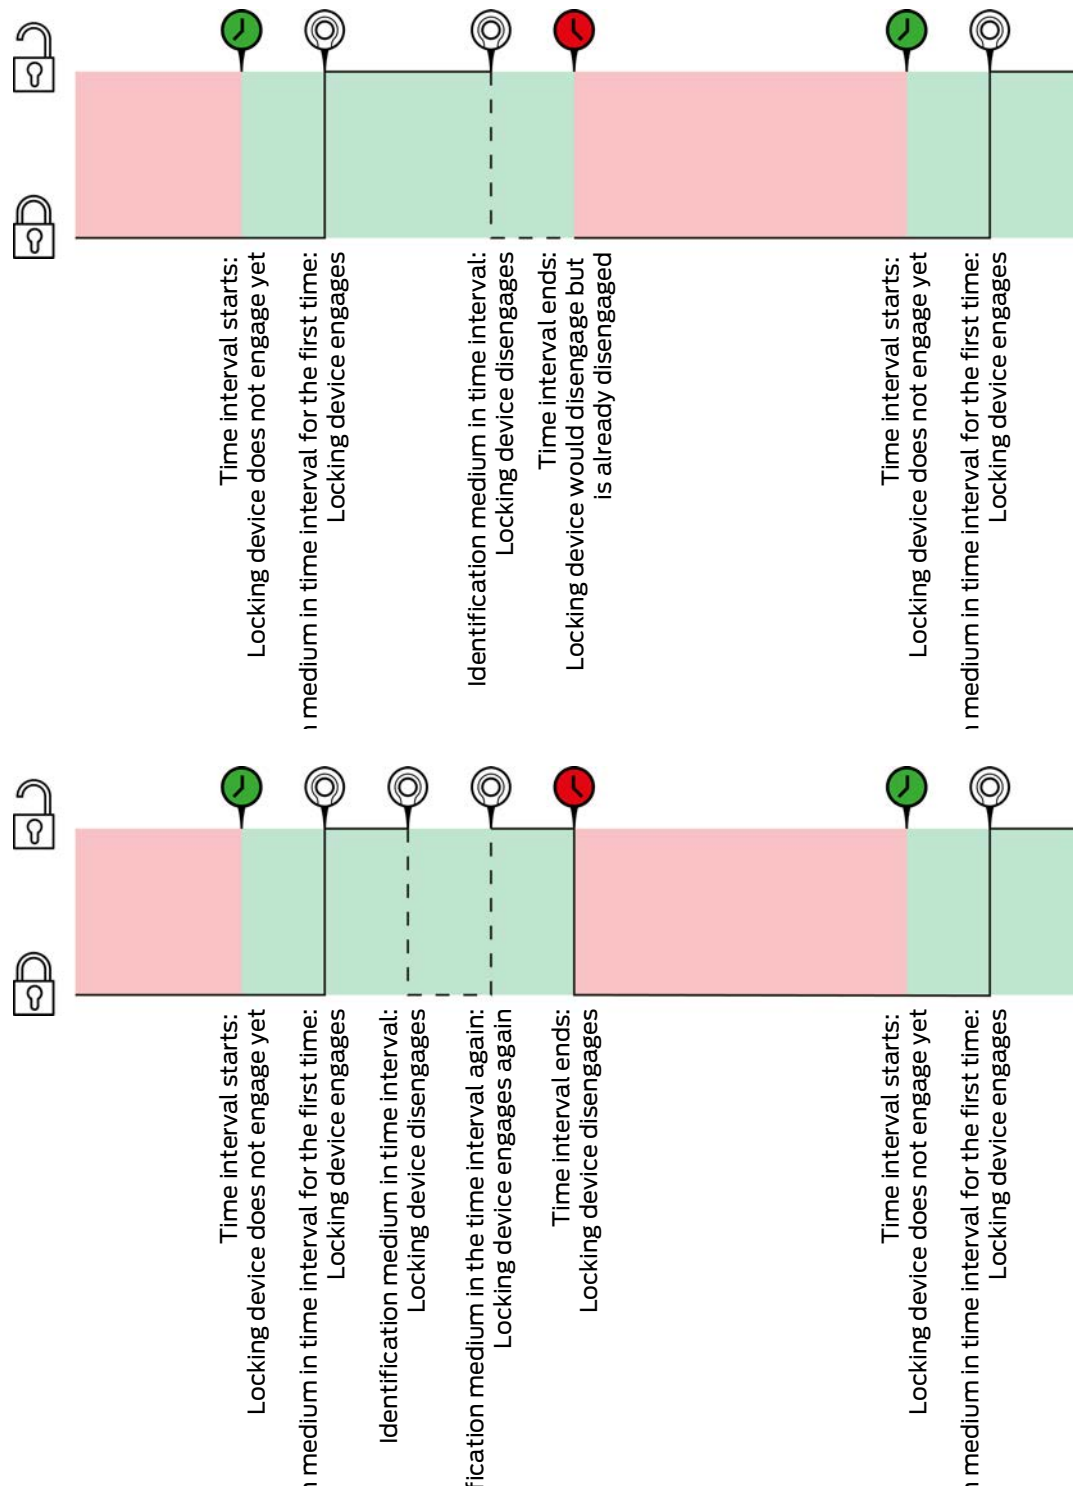 Time interval starts:
Locking device does not engage yet
medium in time interval for the first time:
Locking device engages
Identification medium in time interval:
Locking device disengages
Time interval ends:
Locking device would disengage but
is already disengaged
Time interval starts:
Locking device does not engage yet
medium in time interval for the first time:
Locking device engages
Time interval starts:
Locking device does not engage yet
medium in time interval for the first time:
Locking device engages
Identification medium in time interval:
Locking device disengages
fication medium in the time interval again:
Locking device engages again
Time interval ends:
Locking device disengages
Time interval starts:
Locking device does not engage yet
medium in time interval for the first time:
Locking device engages